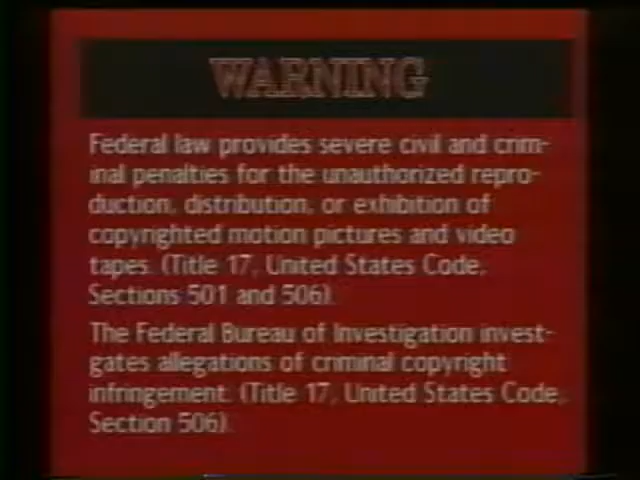 WARNING
Federal law provides severe civil and crim-
inal penalties for the unauthorized repro-
duction, distribution, or exhibition of
copyrighted motion pictures and video
tapes. (Title 17, United States Code,
Sections 501 and 506).
The Federal Bureau of Investigation invest-
gates allegations of criminal copyright
infringement. (Title 17, United States Code,
Section 506).